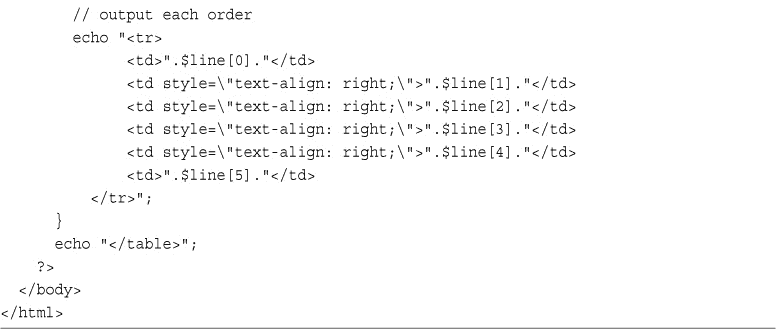 // output each order
        echo "<tr>
              <td>".$line[0]."</td>
              <td style=\"text-align: right;\">".$line[1]."</td>
              <td style=\"text-align: right;\">".$line[2]."</td>
              <td style=\"text-align: right;\">".$line[3]."</td>
              <td style=\"text-align: right;\">".$line[4]."</td>
              <td>".$line[5]."</td>
          </tr>";
      }
      echo "</table>";
    ?>
  </body>
</html>